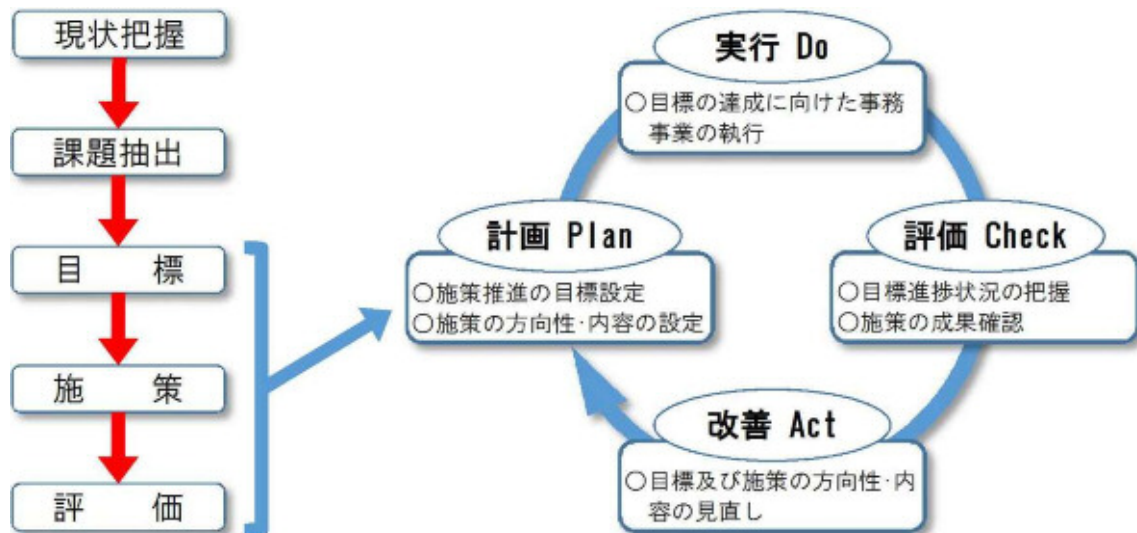 現状把握
課題抽出
目　標
施　策
評　価
実行 Do
○目標の達成に向けた事務
事業の執行
計画 Plan
○施策推進の目標設定
○施策の方向性･内容の設定
評価 Check
○目標進捗状況の把握
○施策の成果確認
改善 Act
○目標及び施策の方向性･内
容の見直し